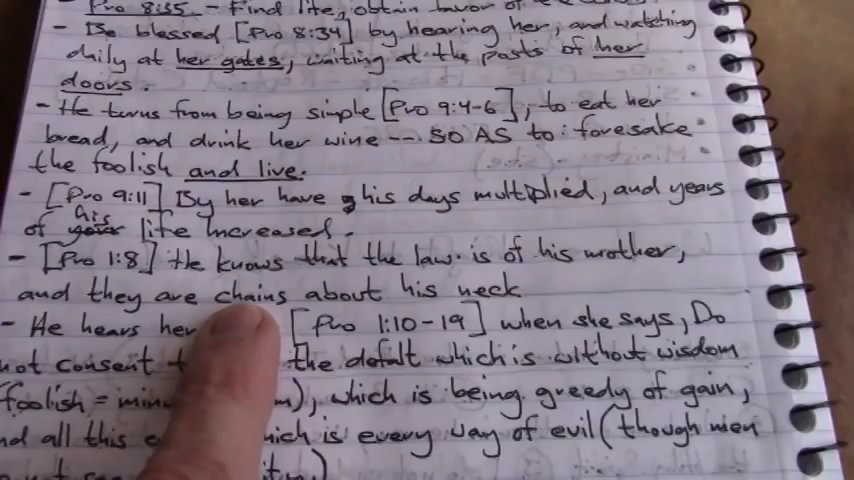 Pro 8:35 - Find life, obtain favor of the
- Be blessed [Pro 8:34] by hearing her, and watching
daily at her gates, waiting at the posts of her
doors.
- He turns from being simple [Pro 9:4-6], to eat her
bread, and drink her wine -- SO AS to: foresake
the foolish and live.
- [Pro 9:11] By her have his days multiplied, and years
of his life increased.
- [Pro 1:8] He knows that the law is of his mother,
and they are chains about his neck
- He hears her [Pro 1:10-19] when she says, Do
not consent the defalt which is without wisdom
(foolish = ), which is being greedy of gain,
and all this which is every way of evil (though men